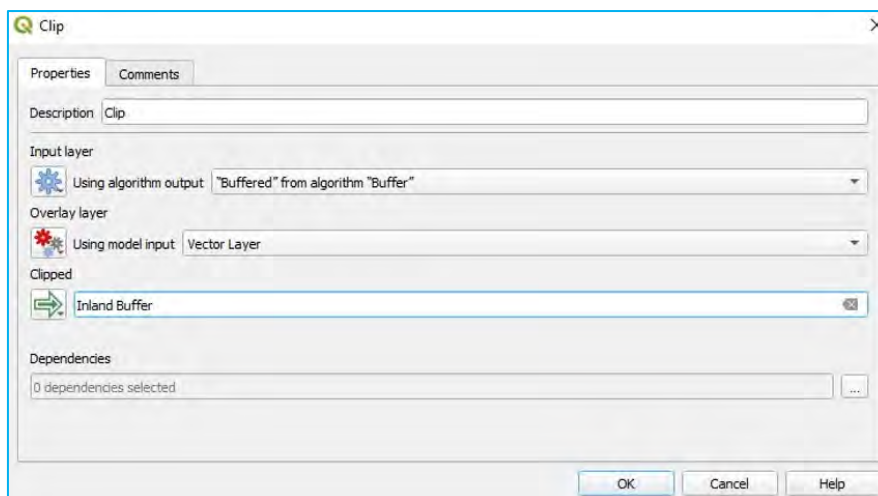 Clip
Properties Comments
Description Clip
Input layer
Using algorithm output "Buffered" from algorithm "Buffer"
Overlay layer
Using model input Vector Layer
Clipped
Inland Buffer
Dependencies
0 dependencies selected ...
OK Cancel Help